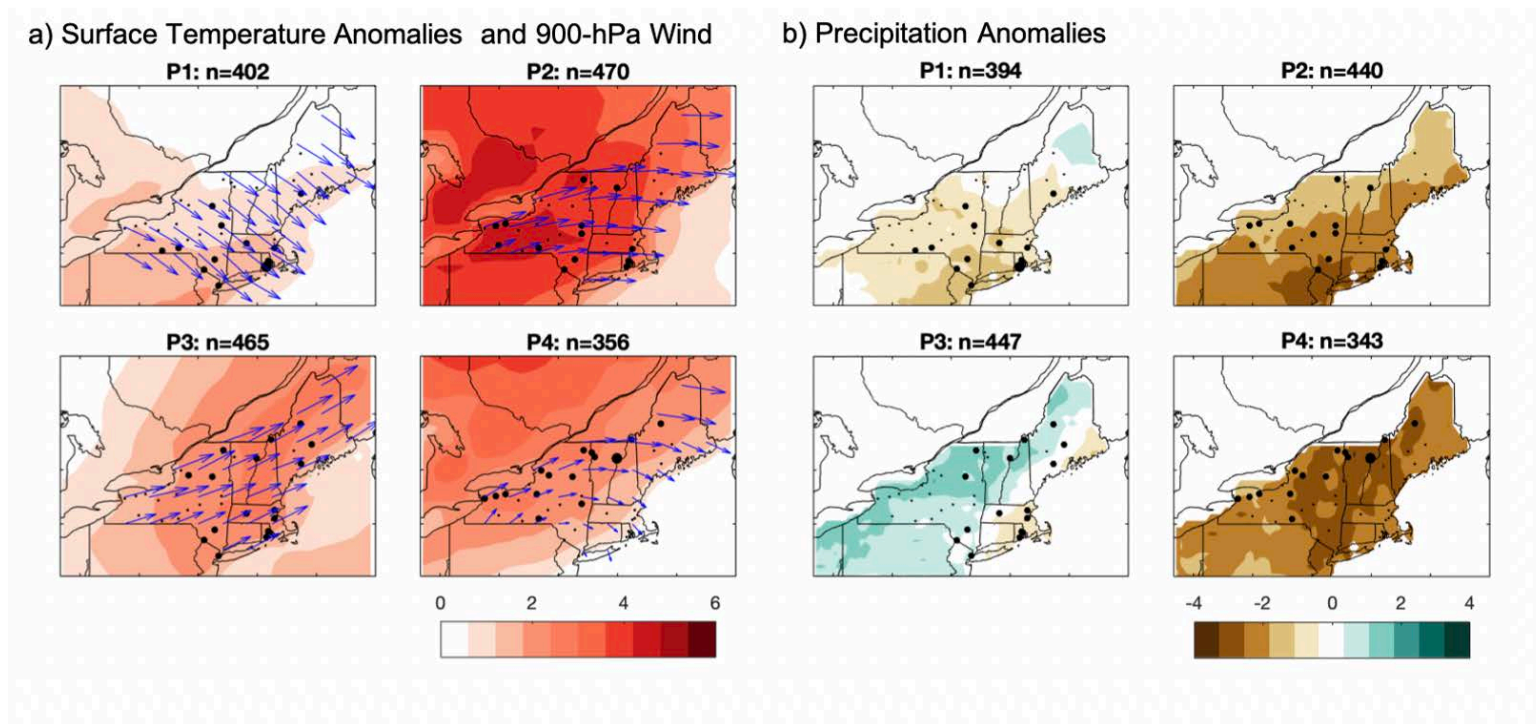 a) Surface Temperature Anomalies and 900-hPa Wind
b) Precipitation Anomalies
P1: n=402
P2: n=470
P1: n=394
P2: n=440
P3: n=465
P4: n=356
P3: n=447
P4: n=343
0 2 4 6
-4 -2 0 2 4